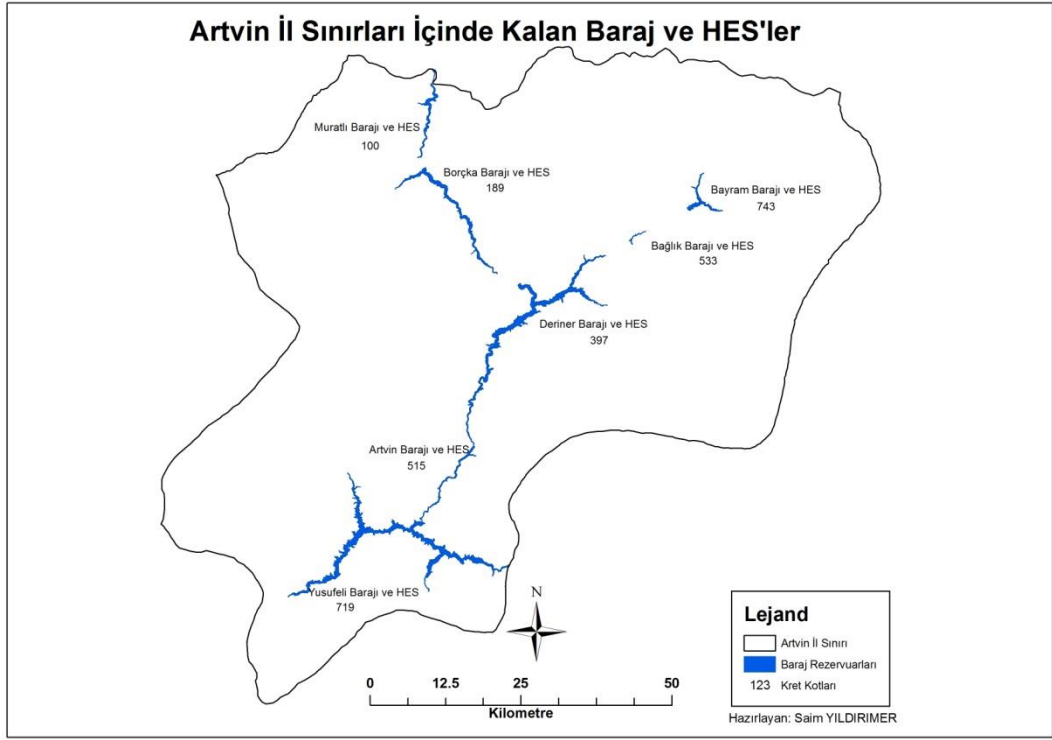 Artvin İl Sınırları İçinde Kalan Baraj ve HES'ler
Muratlı Barajı ve HES
100
Borçka Barajı ve HES
189
Bayram Barajı ve HES
743
Bağlık Barajı ve HES
533
Deriner Barajı ve HES
397
Artvin Barajı ve HES
515
Yusufeli Barajı ve HES
719
N
0 12.5 25 50
Kilometre
Lejand
Artvin İl Sınırı
Baraj Rezervuarları
123 Kret Kotları
Hazırlayan: Saim YILDIRIMER